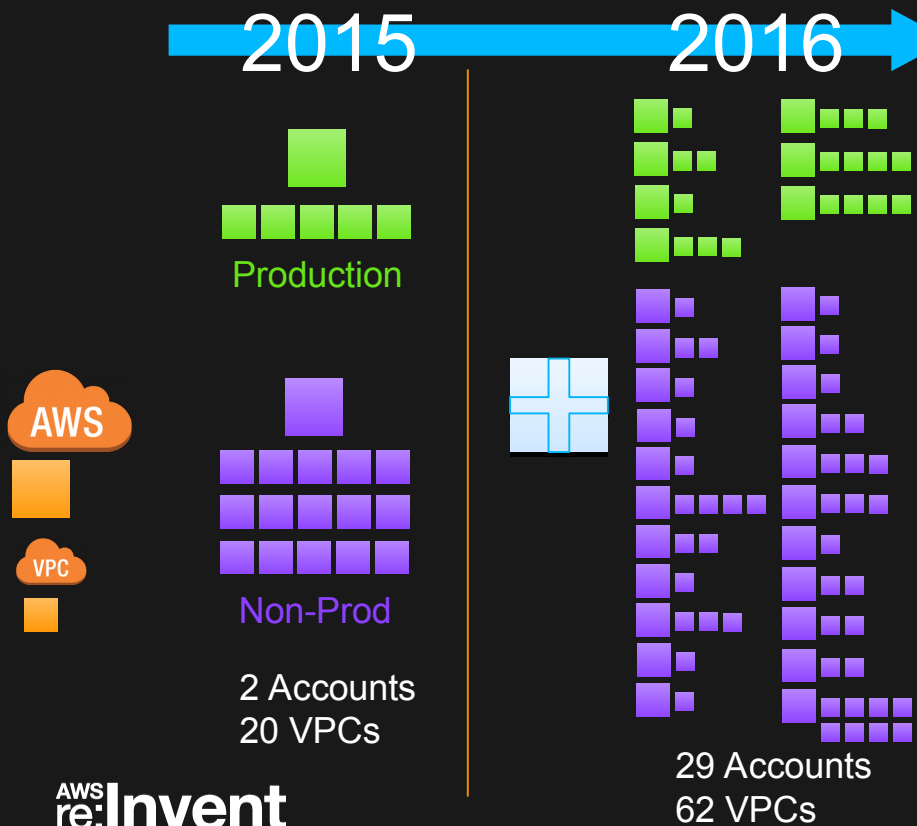 2015
2016
Production
AWS
VPC
Non-Prod
2 Accounts
20 VPCs
29 Accounts
62 VPCs
AWS
re:Invent